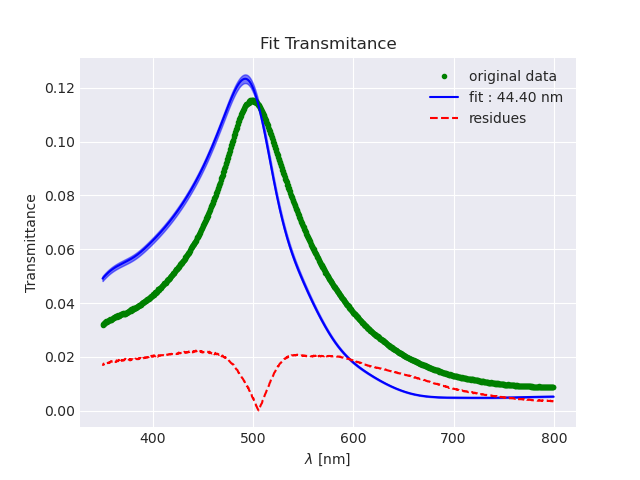 Fit Transmitance
original data
fit : 44.40 nm
residues
Transmittance
0.12
0.10
0.08
0.06
0.04
0.02
0.00
400 500 600 700 800
λ [nm]